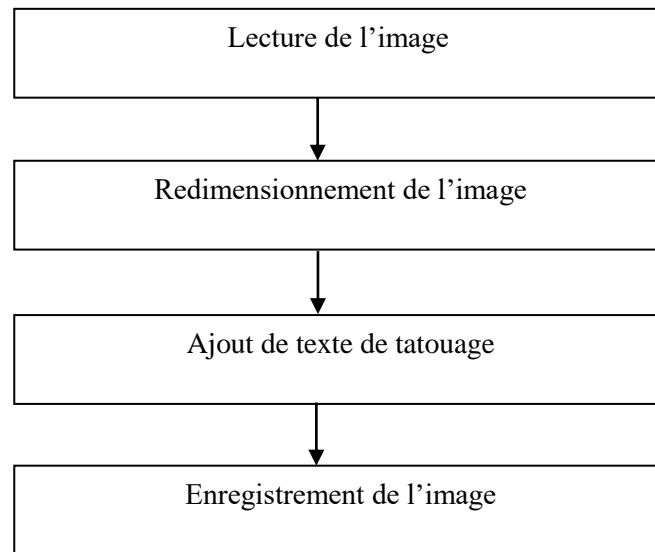 Lecture de l’image
Redimensionnement de l’image
Ajout de texte de tatouage
Enregistrement de l’image